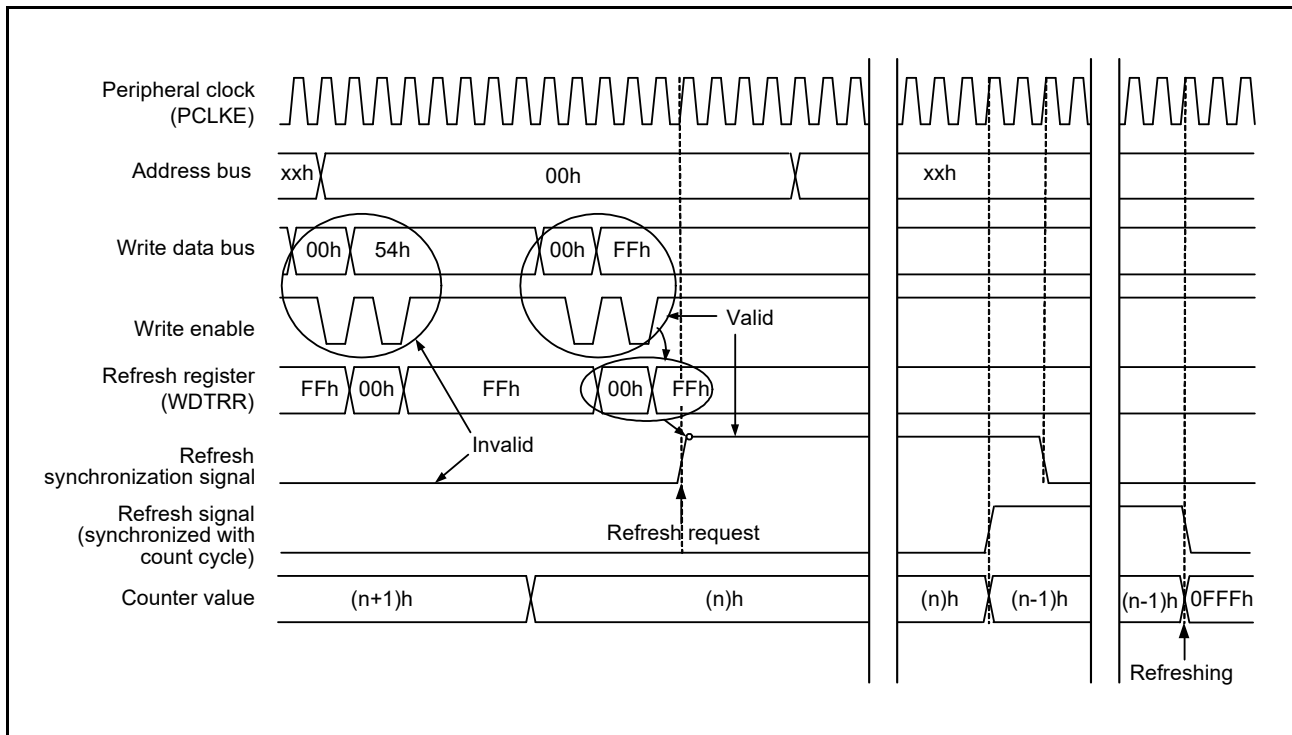 Peripheral clock
(PCLKE)
Address bus
xxh
00h
xxh
Write data bus
00h
54h
00h
FFh
Write enable
Valid
Refresh register
(WDTRR)
FFh
00h
FFh
00h
FFh
Invalid
Refresh
synchronization signal
Refresh signal
(synchronized with
count cycle)
Refresh request
Counter value
(n+1)h
(n)h
(n)h
(n-1)h
(n-1)h
0FFFh
Refreshing